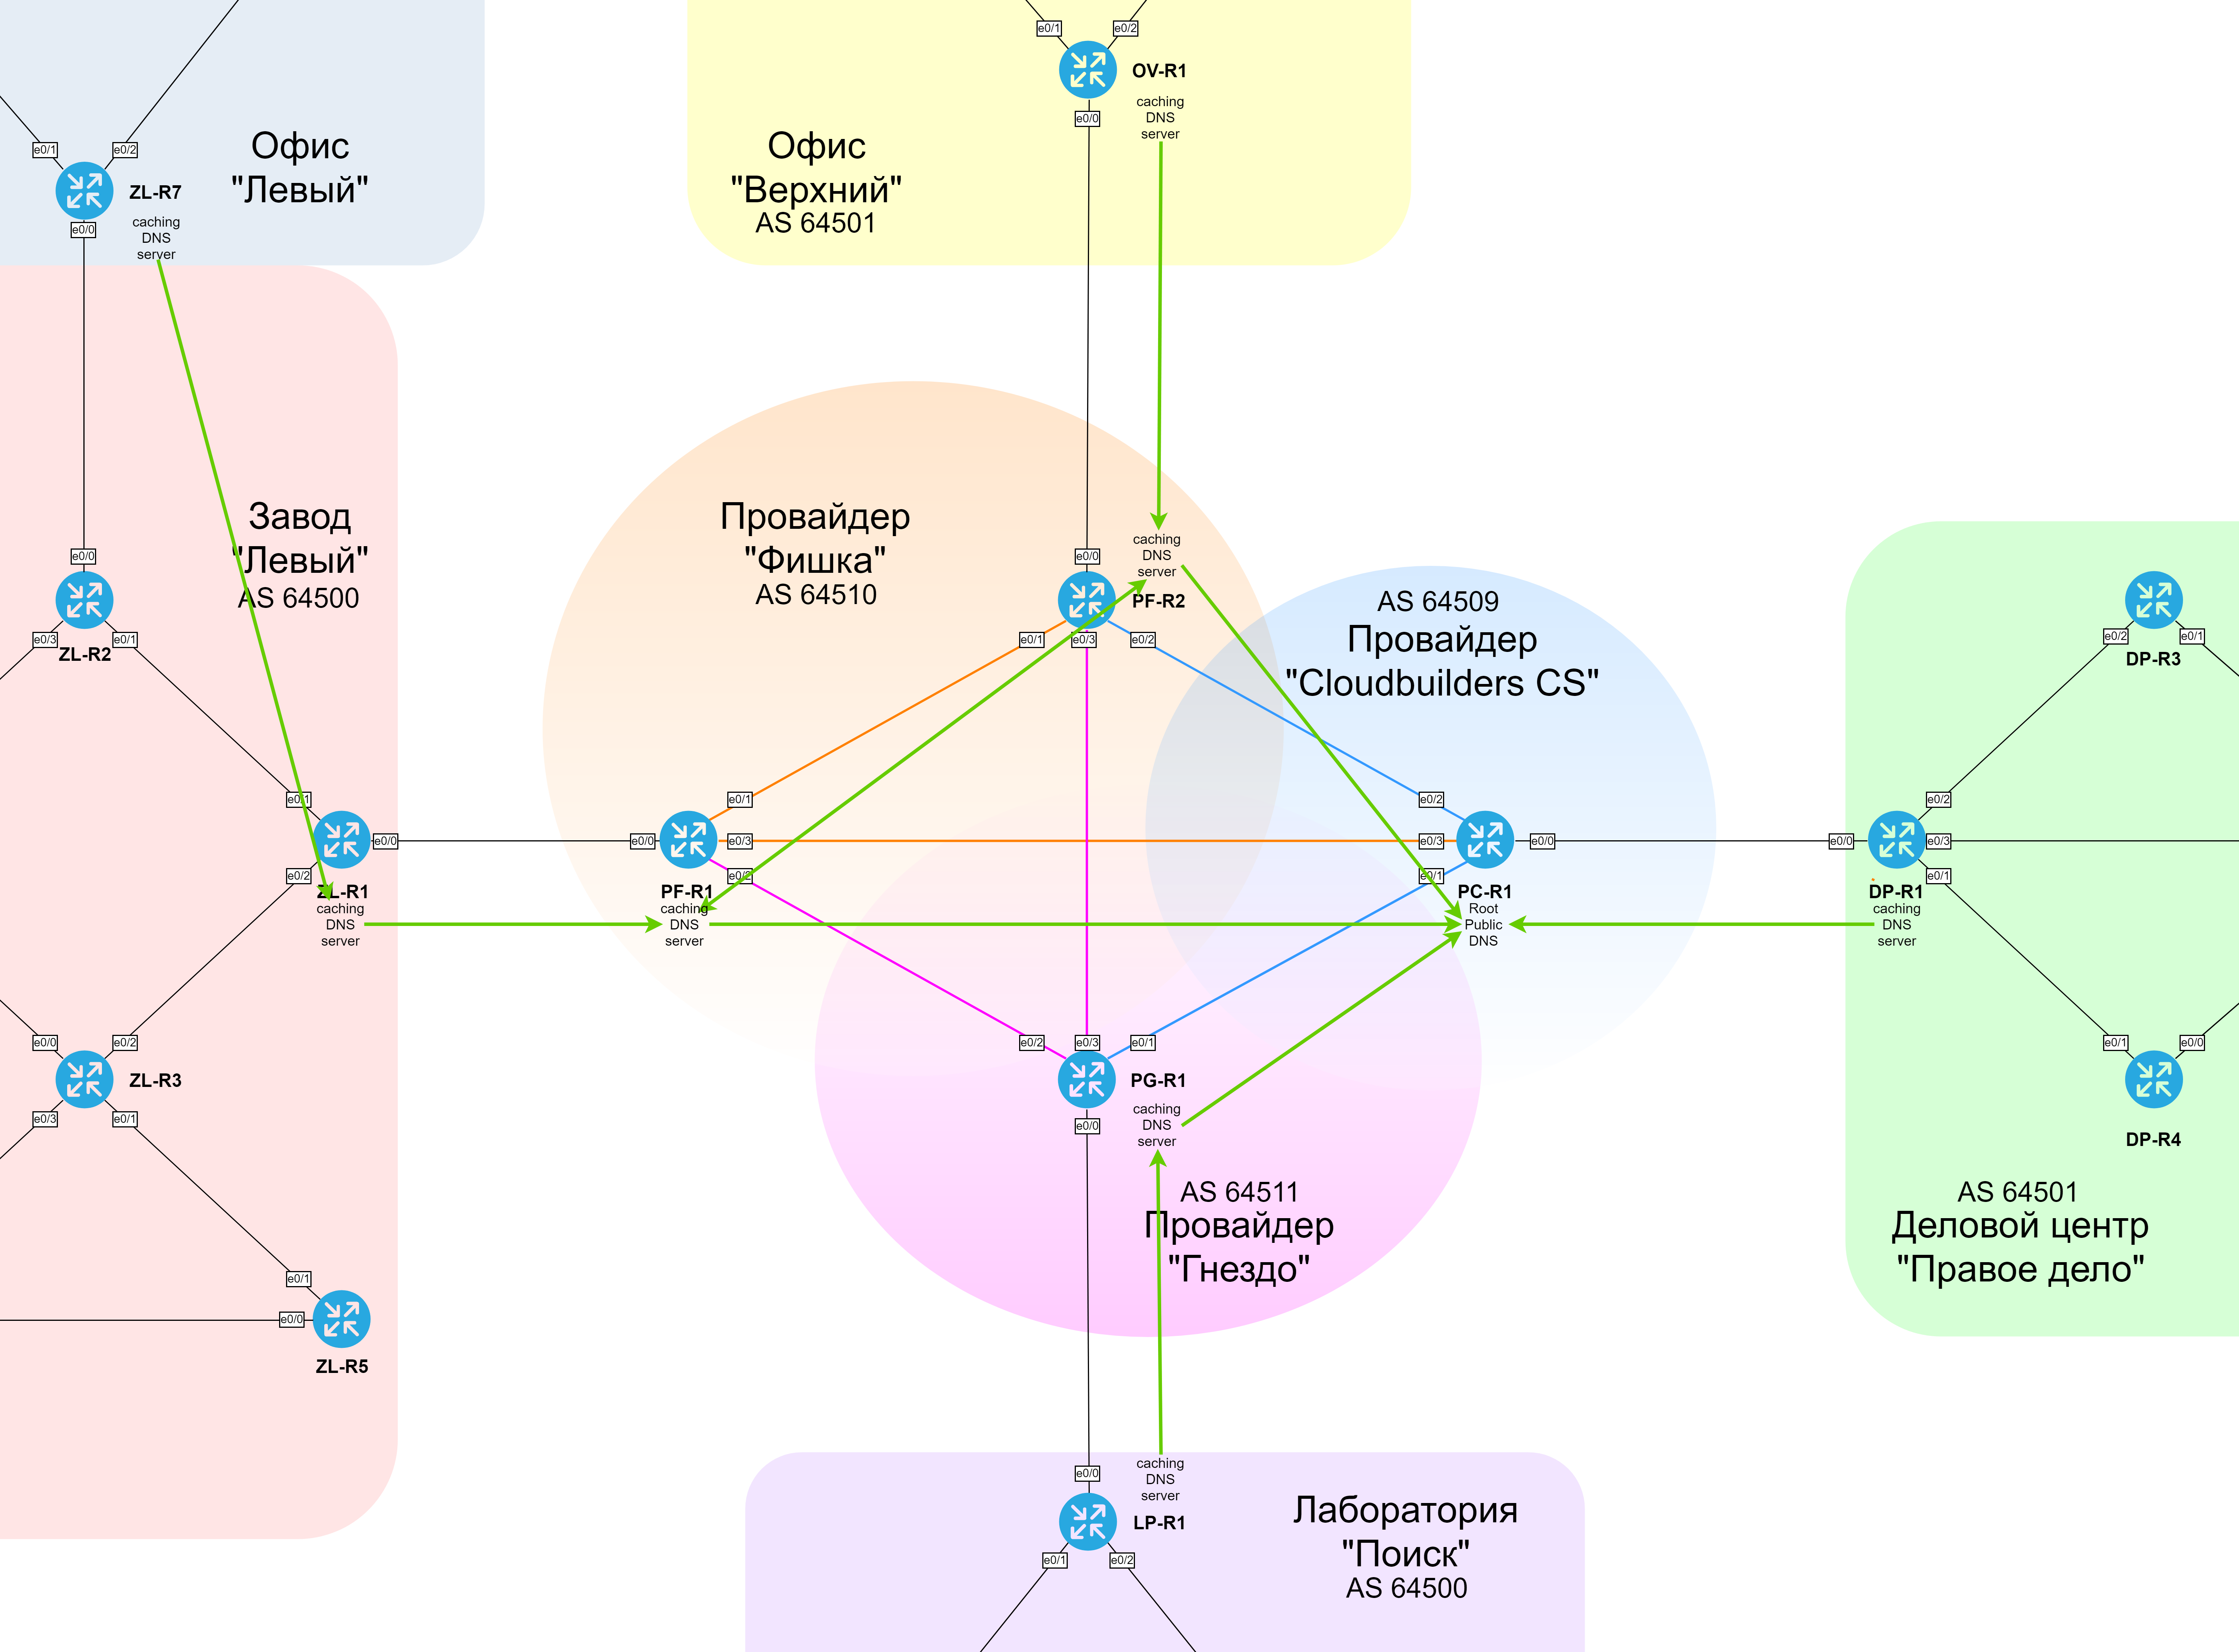 e0/1
e0/2
OV-R1
caching
DNS
server
e0/0
Офис
"Верхний"
AS 64501
e0/1
e0/2
ZL-R7
caching
DNS
server
e0/0
Офис
"Левый"
Завод
"Левый"
AS 64500
e0/0
e0/3
e0/1
ZL-R2
e0/1
e0/0
e0/2
ZL-R1
caching
DNS
server
e0/0
e0/2
ZL-R3
e0/3
e0/1
e0/1
e0/0
ZL-R5
Провайдер
"Фишка"
AS 64510
e0/0
caching
DNS
server
PF-R2
e0/1
e0/3
e0/2
e0/1
e0/0
e0/3
e0/2
PF-R1
caching
DNS
server
AS 64509
Провайдер
"Cloudbuilders CS"
e0/2
e0/3
e0/0
e0/1
PC-R1
Root
Public
DNS
e0/2
e0/3
e0/1
PG-R1
caching
DNS
server
e0/0
AS 64511
Провайдер
"Гнездо"
e0/0
caching
DNS
server
LP-R1
e0/1
e0/2
Лаборатория
"Поиск"
AS 64500
e0/2
e0/1
DP-R3
e0/2
e0/0
e0/3
e0/1
DP-R1
caching
DNS
server
e0/1
e0/0
DP-R4
AS 64501
Деловой центр
"Правое дело"